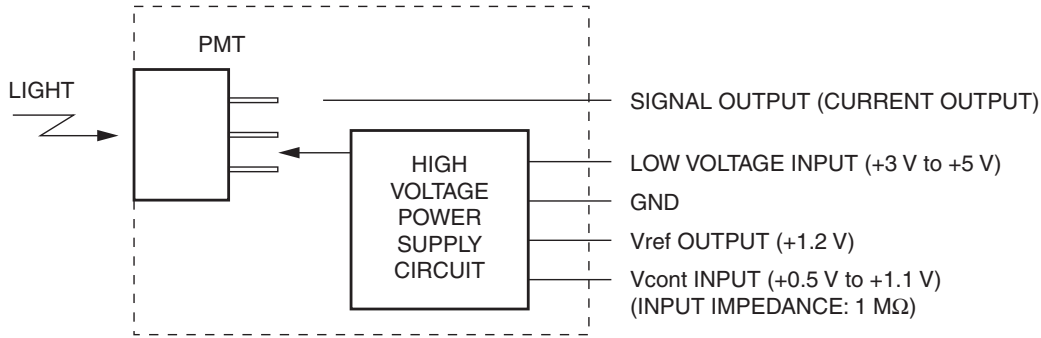 PMT
LIGHT
SIGNAL OUTPUT (CURRENT OUTPUT)
HIGH
VOLTAGE
POWER
SUPPLY
CIRCUIT
LOW VOLTAGE INPUT (+3 V to +5 V)
GND
Vref OUTPUT (+1.2 V)
Vcont INPUT (+0.5 V to +1.1 V)
(INPUT IMPEDANCE: 1 MΩ)